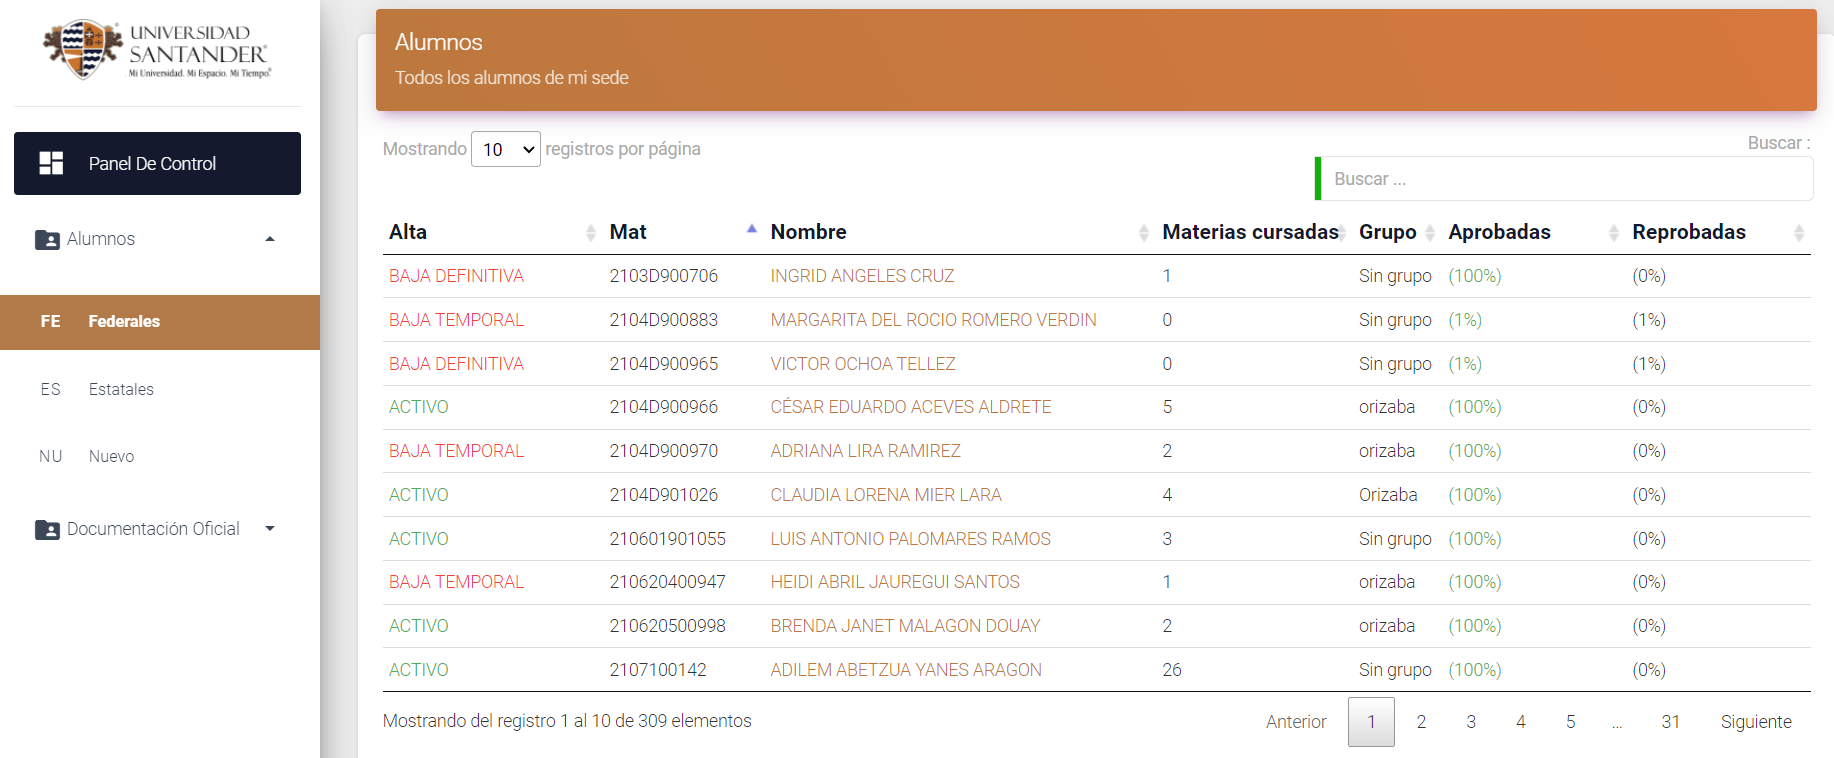 UNIVERSIDAD
SANTANDER
Mi Universidad. Mi Espacio. Mi Tiempo.
Panel De Control
Alumnos
FE Federales
ES Estatales
NU Nuevo
Documentación Oficial
Alumnos
Todos los alumnos de mi sede
Mostrando 10 registros por página
Buscar :
Buscar ...
Alta Mat Nombre Materias cursadas Grupo Aprobadas Reprobadas
BAJA DEFINITIVA 2103D900706 INGRID ANGELES CRUZ 1 Sin grupo (100%) (0%)
BAJA TEMPORAL 2104D900883 MARGARITA DEL ROCIO ROMERO VERDIN 0 Sin grupo (1%) (1%)
BAJA DEFINITIVA 2104D900965 VICTOR OCHOA TELLEZ 0 Sin grupo (1%) (1%)
ACTIVO 2104D900966 CÉSAR EDUARDO ACEVES ALDRETE 5 orizaba (100%) (0%)
BAJA TEMPORAL 2104D900970 ADRIANA LIRA RAMIREZ 2 orizaba (100%) (0%)
ACTIVO 2104D901026 CLAUDIA LORENA MIER LARA 4 Orizaba (100%) (0%)
ACTIVO 210601901055 LUIS ANTONIO PALOMARES RAMOS 3 Sin grupo (100%) (0%)
BAJA TEMPORAL 210620400947 HEIDI ABRIL JAUREGUI SANTOS 1 orizaba (100%) (0%)
ACTIVO 210620500998 BRENDA JANET MALAGON DOUAY 2 orizaba (100%) (0%)
ACTIVO 2107100142 ADILEM ABETZUA YANES ARAGON 26 Sin grupo (100%) (0%)
Mostrando del registro 1 al 10 de 309 elementos
Anterior 1 2 3 4 5 ... 31 Siguiente